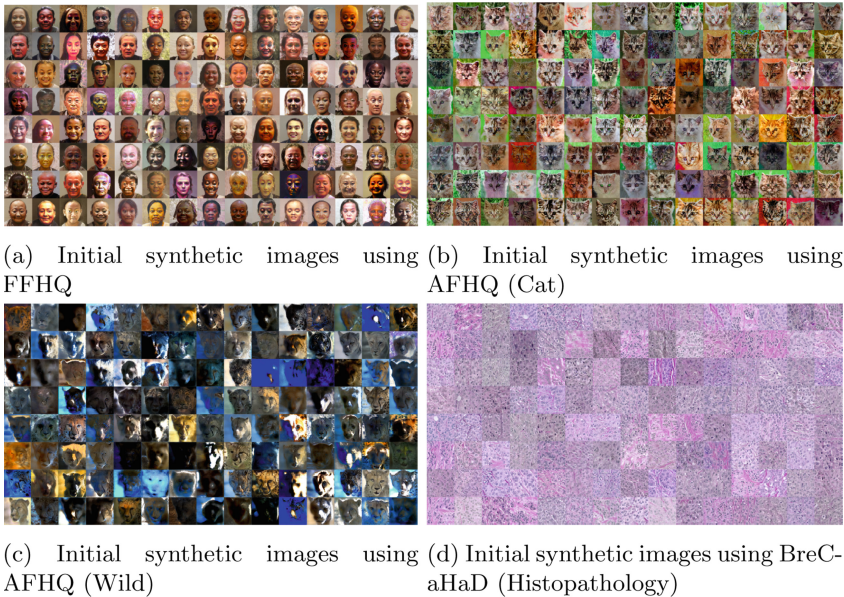 (a) Initial synthetic images using
FFHQ
(b) Initial synthetic images using
AFHQ (Cat)
(c) Initial synthetic images using
AFHQ (Wild)
(d) Initial synthetic images using BreC-
aHaD (Histopathology)